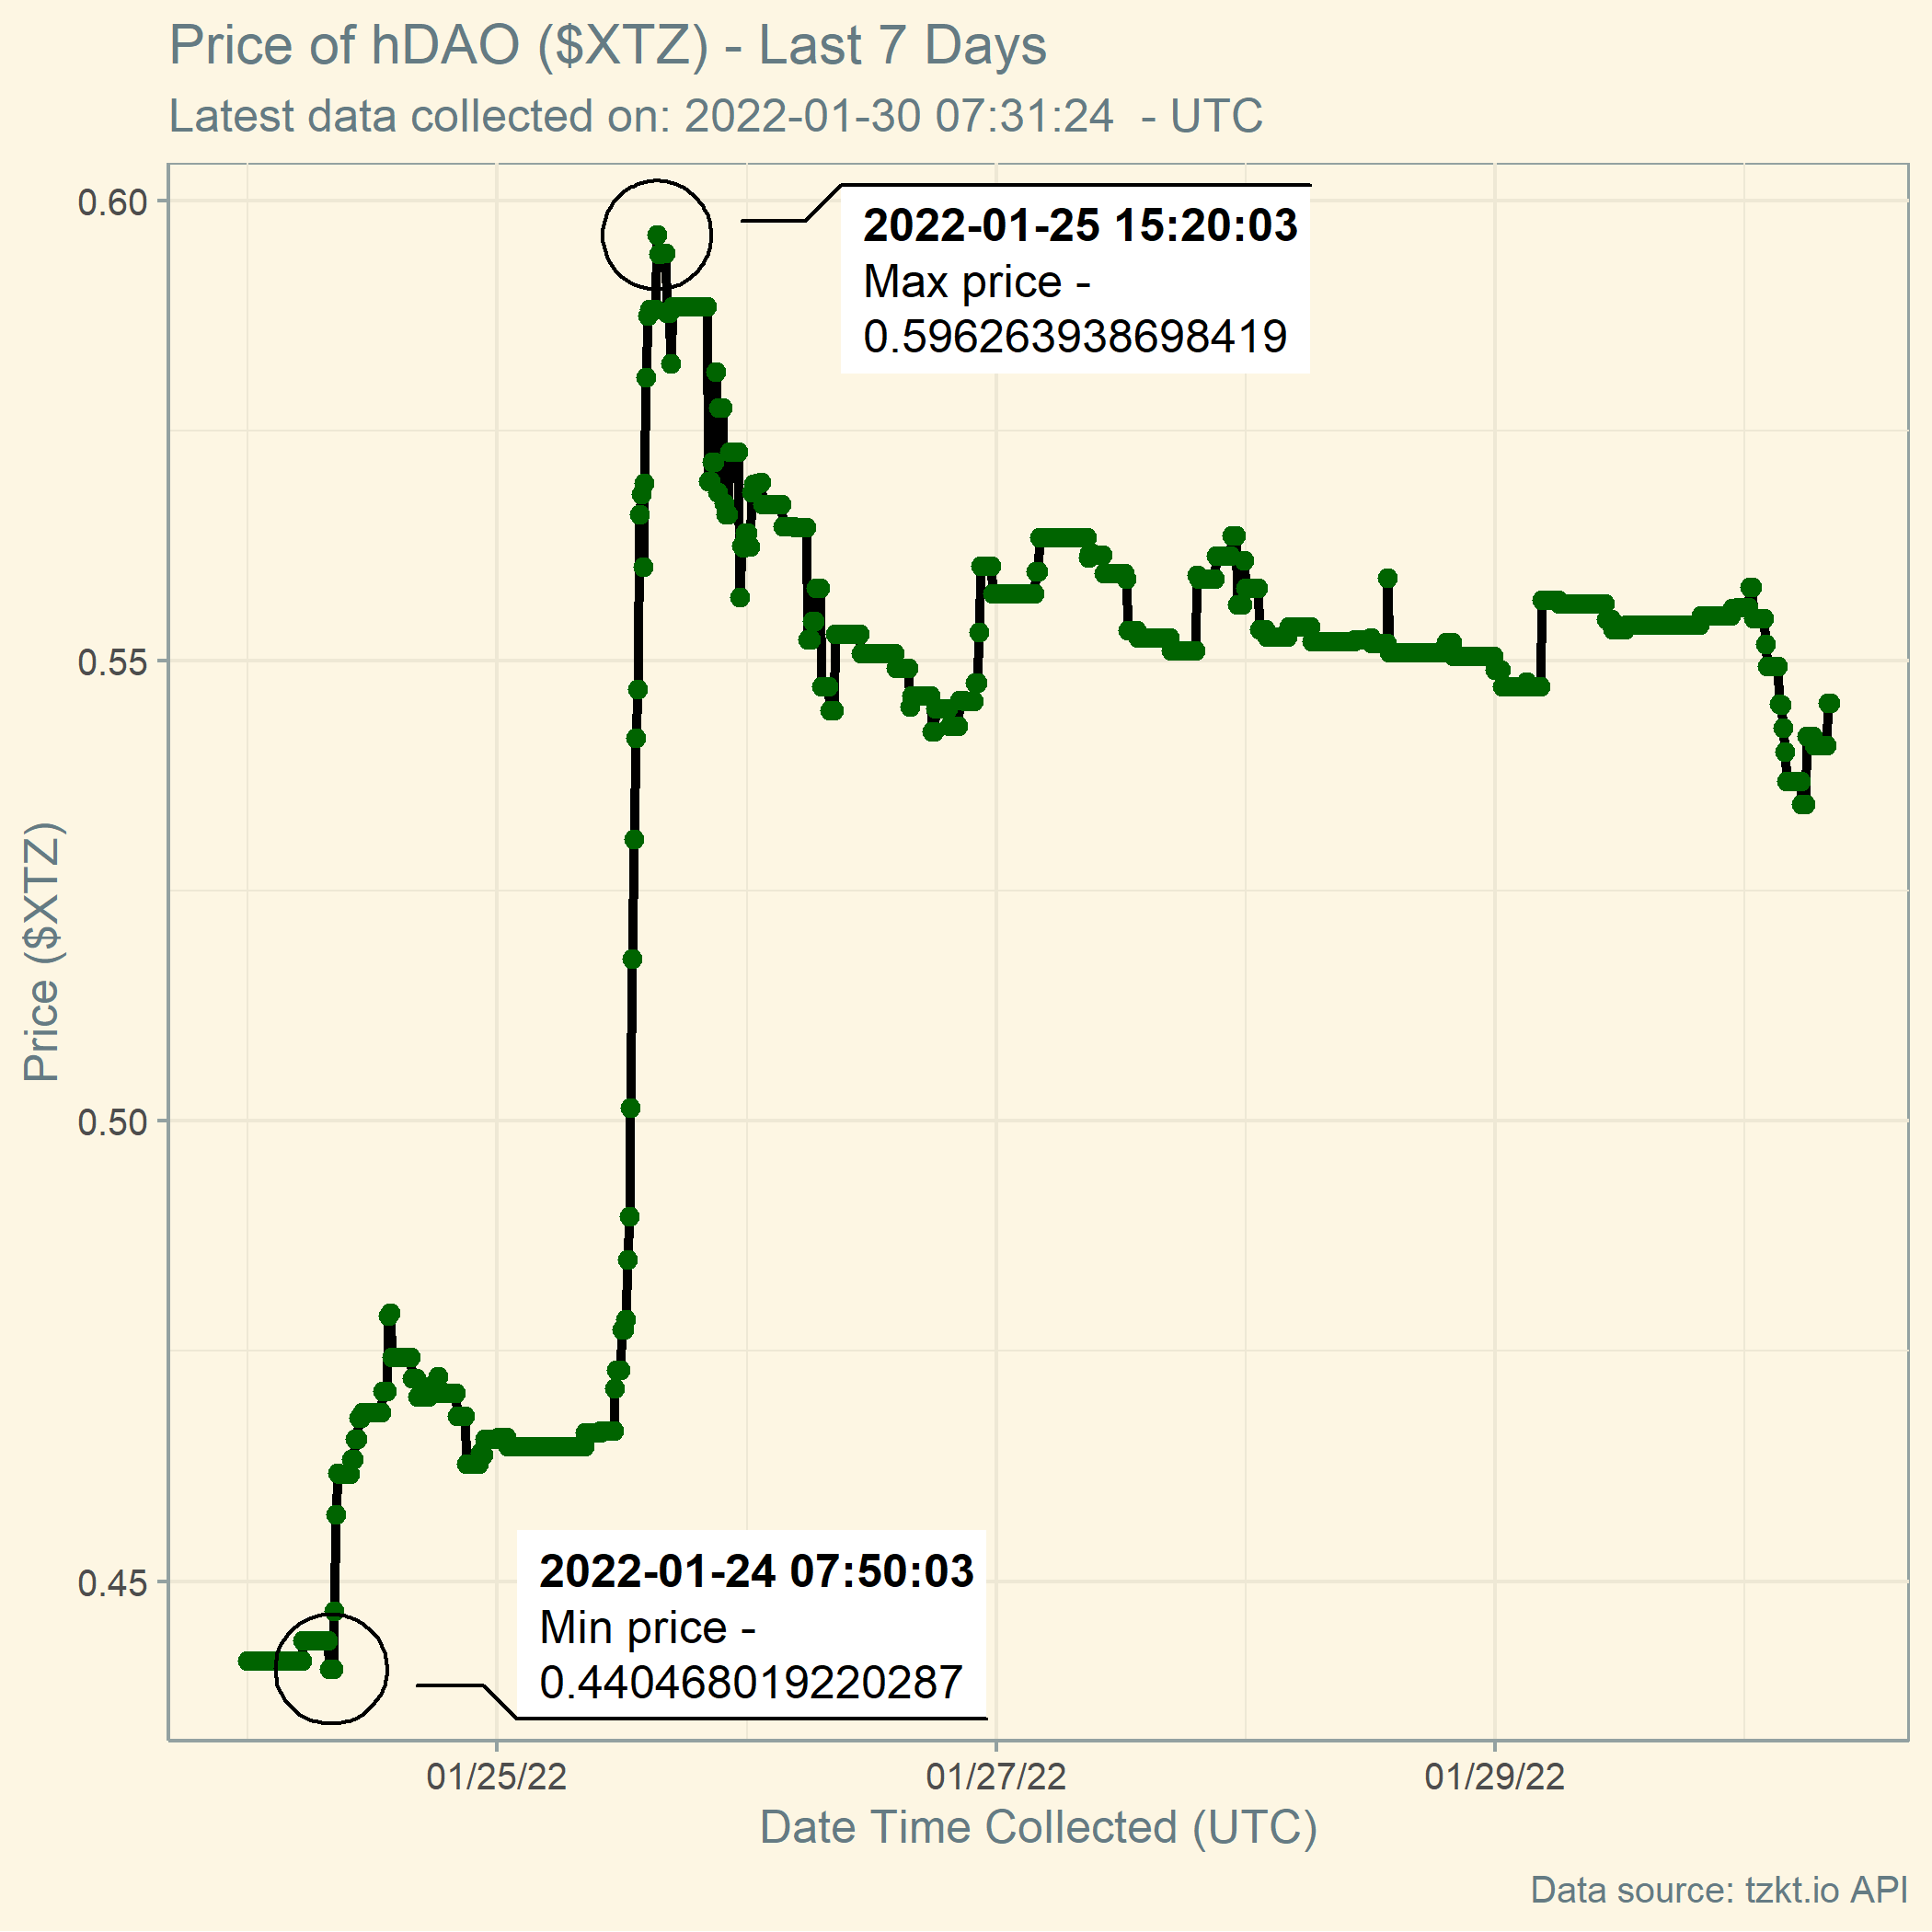 Price of hDAO ($XTZ) - Last 7 Days
Latest data collected on: 2022-01-30 07:31:24  - UTC
0.60
0.55
0.50
0.45
Price ($XTZ)
2022-01-25 15:20:03
Max price -
0.596263938698419
2022-01-24 07:50:03
Min price -
0.440468019220287
01/25/22
01/27/22
01/29/22
Date Time Collected (UTC)
Data source: tzkt.io API